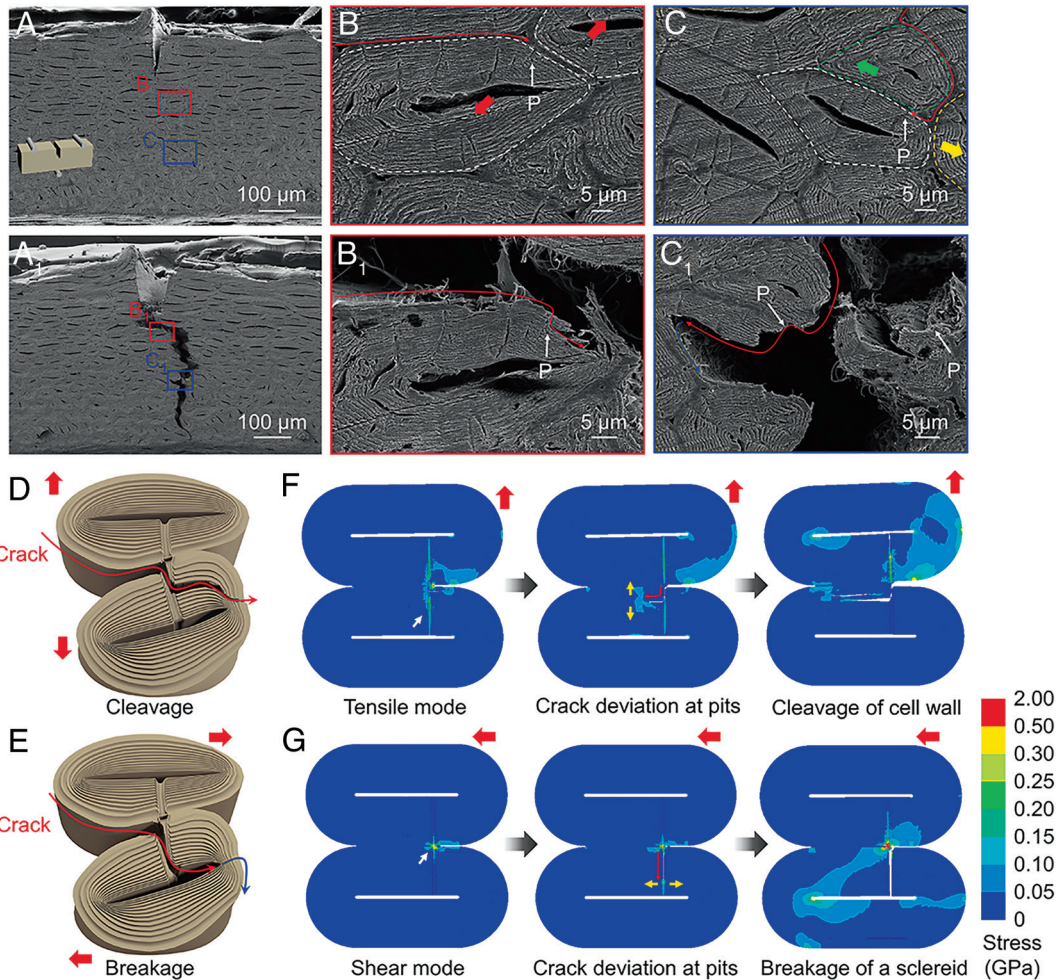 A
B
C
100 µm
B
P
5 µm
C
P
5 µm
A1
B1
C1
100 µm
B1
P
5 µm
C1
P
P
5 µm
D
Crack
Cleavage
F
Tensile mode
Crack deviation at pits
Cleavage of cell wall
E
Crack
Breakage
G
Shear mode
Crack deviation at pits
Breakage of a sclereid
2.00
0.50
0.30
0.25
0.20
0.15
0.10
0.05
0
Stress
(GPa)